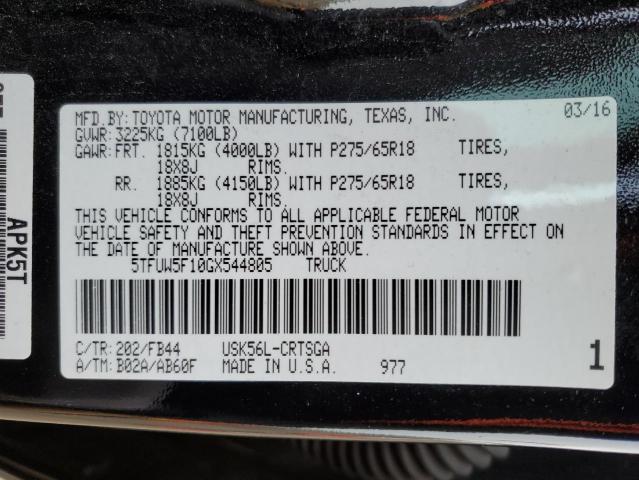 MFD.BY:TOYOTA MOTOR MANUFACTURING, TEXAS, INC. 03/16
GVWR: 3225KG (7100LB)
GAWR:FRT. 1815KG (4000LB) WITH P275/65R18 TIRES,
18X8J RIMS.
RR. 1885KG (4150LB) WITH P275/65R18 TIRES,
18X8J RIMS.
THIS VEHICLE CONFORMS TO ALL APPLICABLE FEDERAL MOTOR
VEHICLE SAFETY AND THEFT PREVENTION STANDARDS IN EFFECT ON
THE DATE OF MANUFACTURE SHOWN ABOVE.
5TFUW5F10GX544805 TRUCK
C/TR:202/FB44 USK56L-CRTSGA
A/TM:B02A/AB60F MADE IN U.S.A. 977
1
APK5T